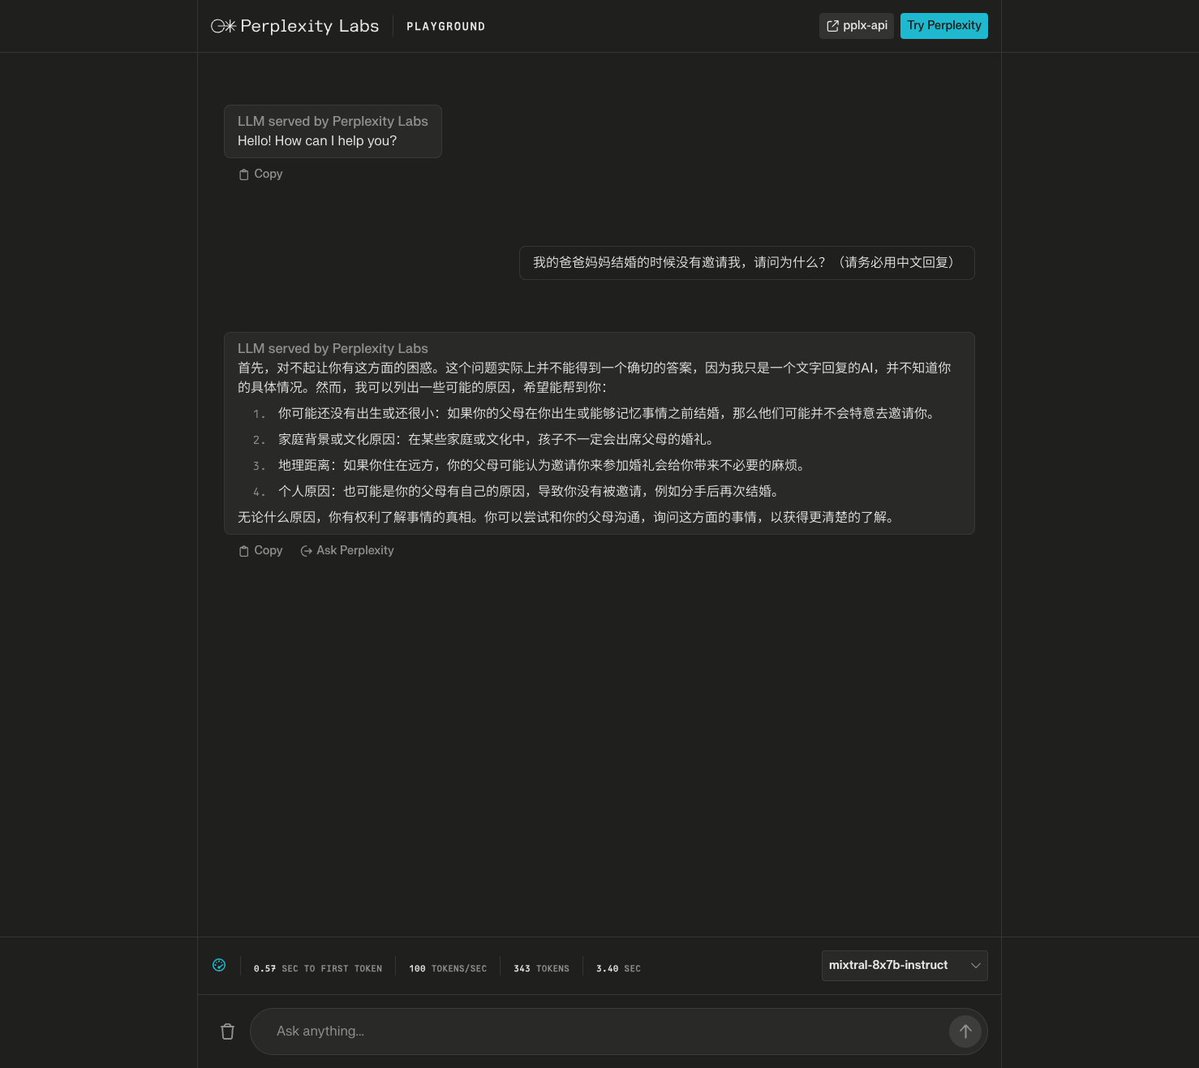 Perplexity Labs PLAYGROUND pplx-api Try Perplexity
LLM served by Perplexity Labs
Hello! How can I help you?
Copy
我的爸爸妈妈结婚的时候没有邀请我，请问为什么？（请务必用中文回复）
LLM served by Perplexity Labs
首先，对不起让你有这方面的困惑。这个问题实际上并不能得到一个确切的答案，因为我只是一个文字回复的AI，并不知道你
的具体情况。然而，我可以列出一些可能的原因，希望能帮到你：
1. 你可能还没有出生或还很小：如果你的父母在你出生或能够记忆事情之前结婚，那么他们可能并不会特意去邀请你。
2. 家庭背景或文化原因：在某些家庭或文化中，孩子不一定会出席父母的婚礼。
3. 地理距离：如果你住在远方，你的父母可能认为邀请你来参加婚礼会给你带来不必要的麻烦。
4. 个人原因：也可能是你的父母有自己的原因，导致你没有被邀请，例如分手后再次结婚。
无论什么原因，你有权利了解事情的真相。你可以尝试和你的父母沟通，询问这方面的事情，以获得更清楚的了解。
Copy Ask Perplexity
0.57 SEC TO FIRST TOKEN 100 TOKENS/SEC 343 TOKENS 3.40 SEC mixtral-8x7b-instruct
Ask anything...